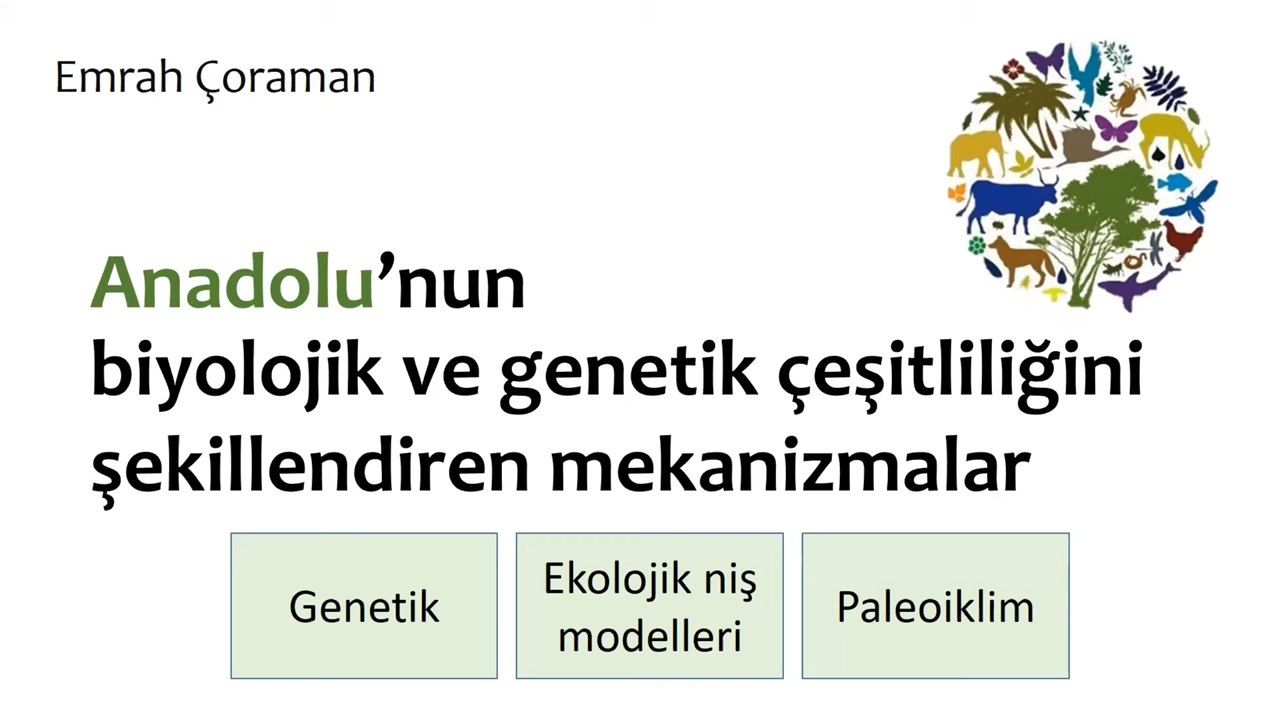 Emrah Çoraman
Anadolu’nun
biyolojik ve genetik çeşitliliğini
şekillendiren mekanizmalar
Genetik
Ekolojik niş
modelleri
Paleoiklim